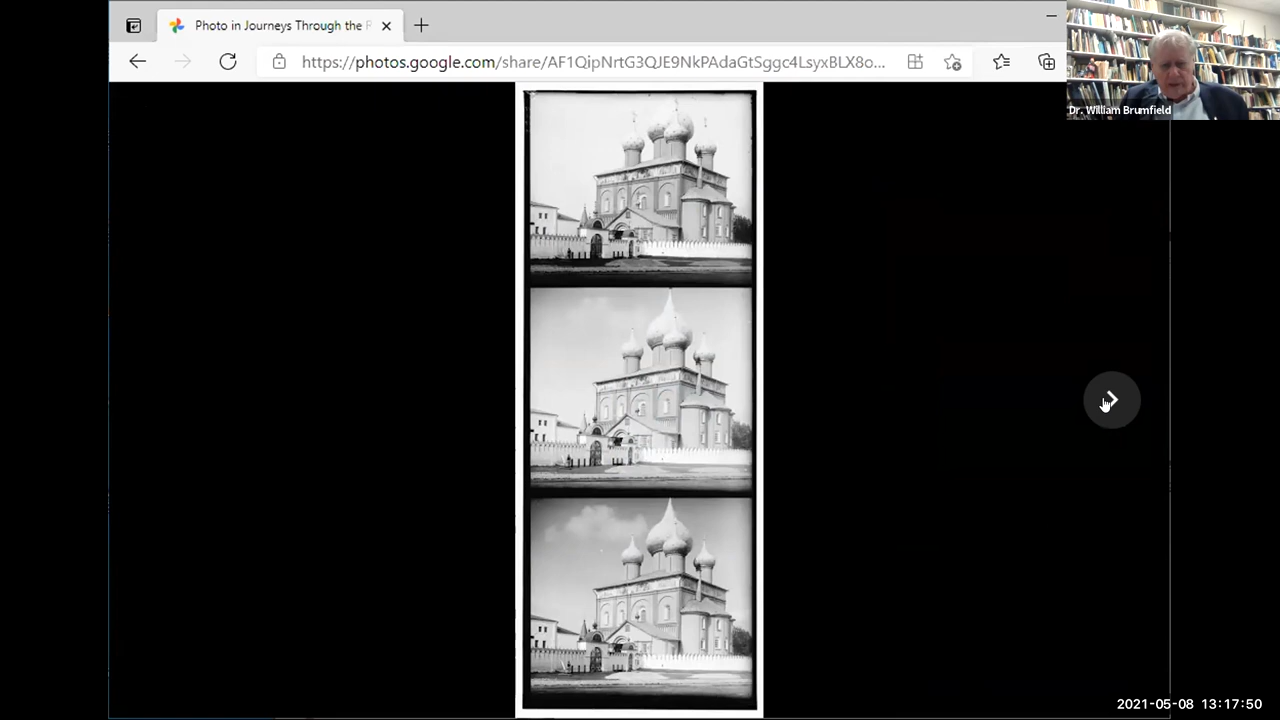 Photo in Journeys Through the R
https://photos.google.com/share/AF1QipNrtG3QJE9NkPAdaGtSggc4LsyxBLX8o...
Dr. William Brumfield
2021-05-08 13:17:50